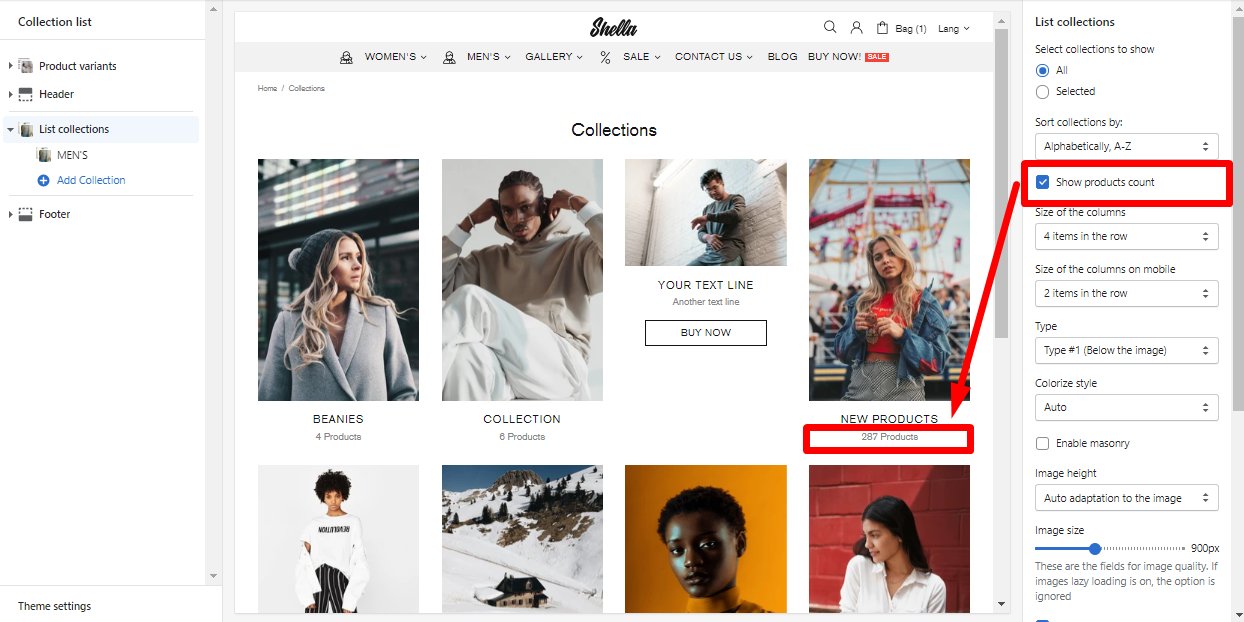 Collection list
Product variants
Header
List collections
MEN'S
Add Collection
Footer
Theme settings
Shella
Bag (1)
Lang
WOMEN'S
MEN'S
GALLERY
SALE
CONTACT US
BLOG
BUY NOW!
SALE
Home / Collections
Collections
BEANIES
4 Products
COLLECTION
6 Products
YOUR TEXT LINE
Another text line
BUY NOW
NEW PRODUCTS
287 Products
REVOLUTION
List collections
Select collections to show
All
Selected
Sort collections by:
Alphabetically, A-Z
Show products count
Size of the columns
4 items in the row
Size of the columns on mobile
2 items in the row
Type
Type #1 (Below the image)
Colorize style
Auto
Enable masonry
Image height
Auto adaptation to the image
Image size
900px
These are the fields for image quality. If
images lazy loading is on, the option is
ignored